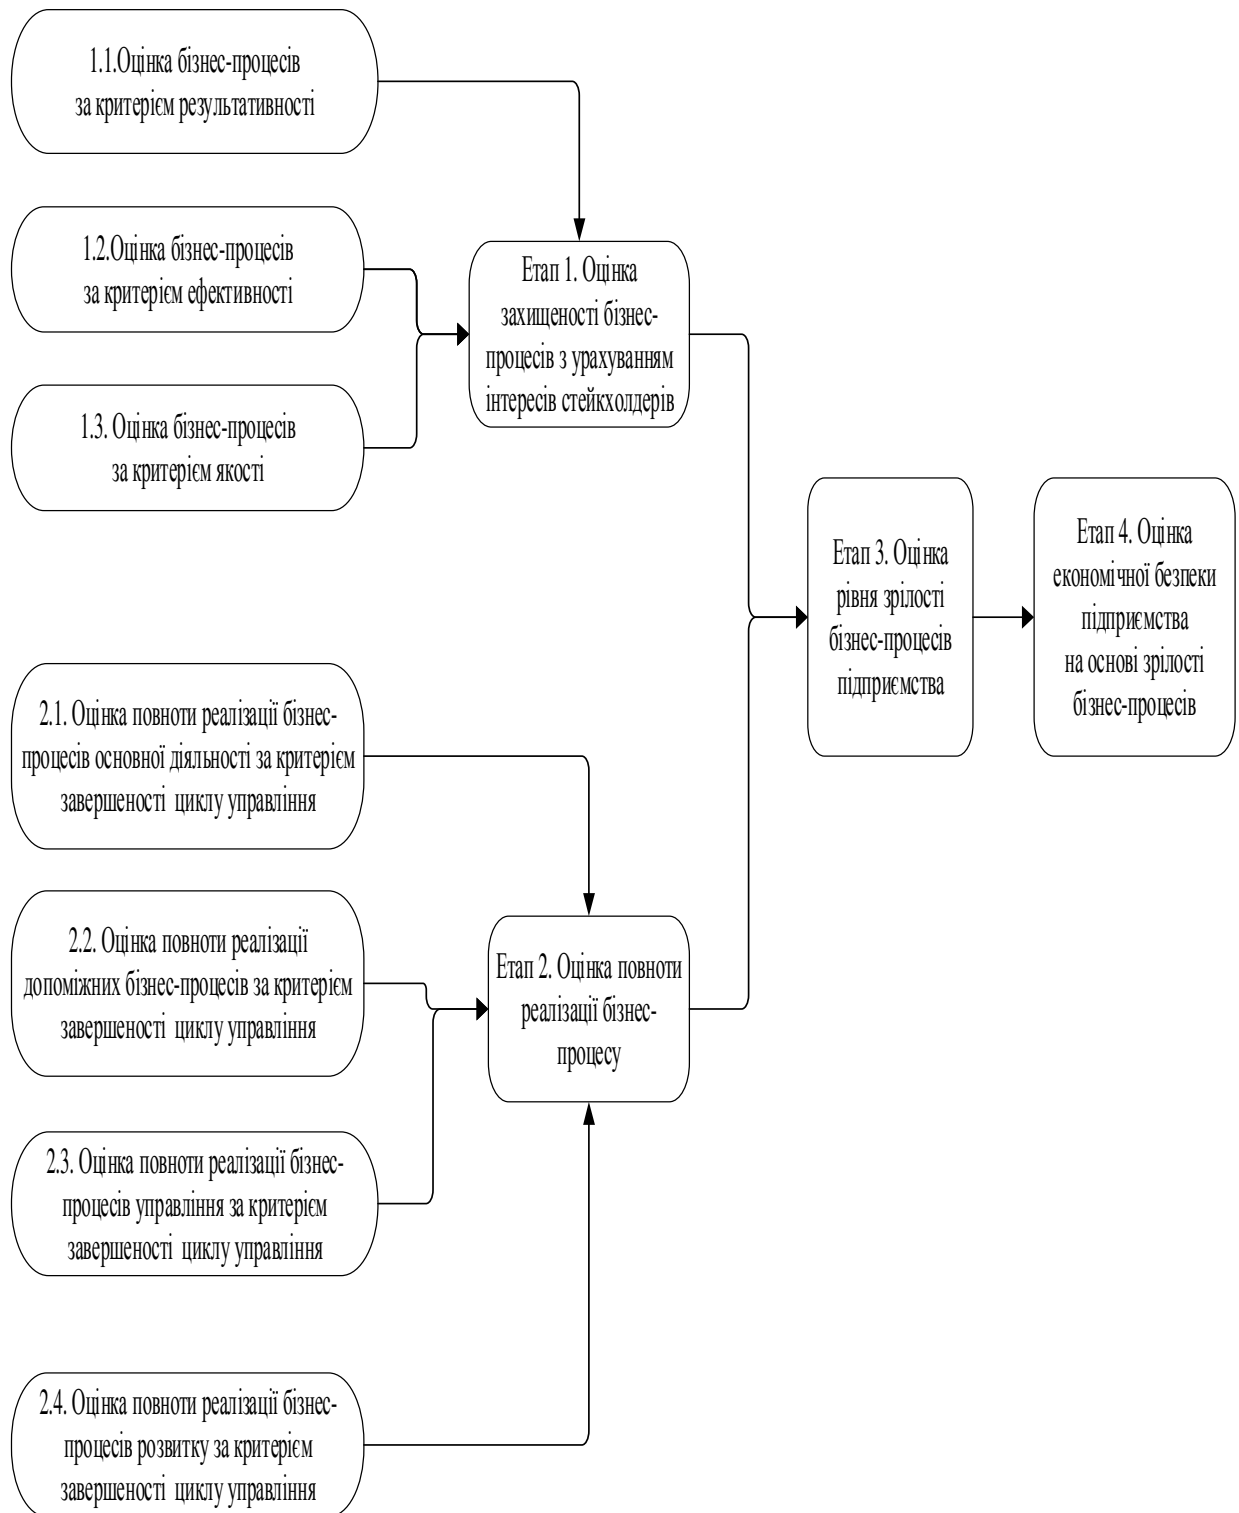 1.1.Оцінка бізнес-процесів
за критерієм результативності
1.2.Оцінка бізнес-процесів
за критерієм ефективності
1.3. Оцінка бізнес-процесів
за критерієм якості
Етап 1. Оцінка
захищеності бізнес-
процесів з урахуванням
інтересів стейкхолдерів
2.1. Оцінка повноти реалізації бізнес-
процесів основної діяльності за критерієм
завершеності циклу управління
2.2. Оцінка повноти реалізації
допоміжних бізнес-процесів за критерієм
завершеності циклу управління
2.3. Оцінка повноти реалізації бізнес-
процесів управління за критерієм
завершеності циклу управління
2.4. Оцінка повноти реалізації бізнес-
процесів розвитку за критерієм
завершеності циклу управління
Етап 2. Оцінка повноти
реалізації бізнес-
процесу
Етап 3. Оцінка
рівня зрілості
бізнес-процесів
підприємства
Етап 4. Оцінка
економічної безпеки
підприємства
на основі зрілості
бізнес-процесів